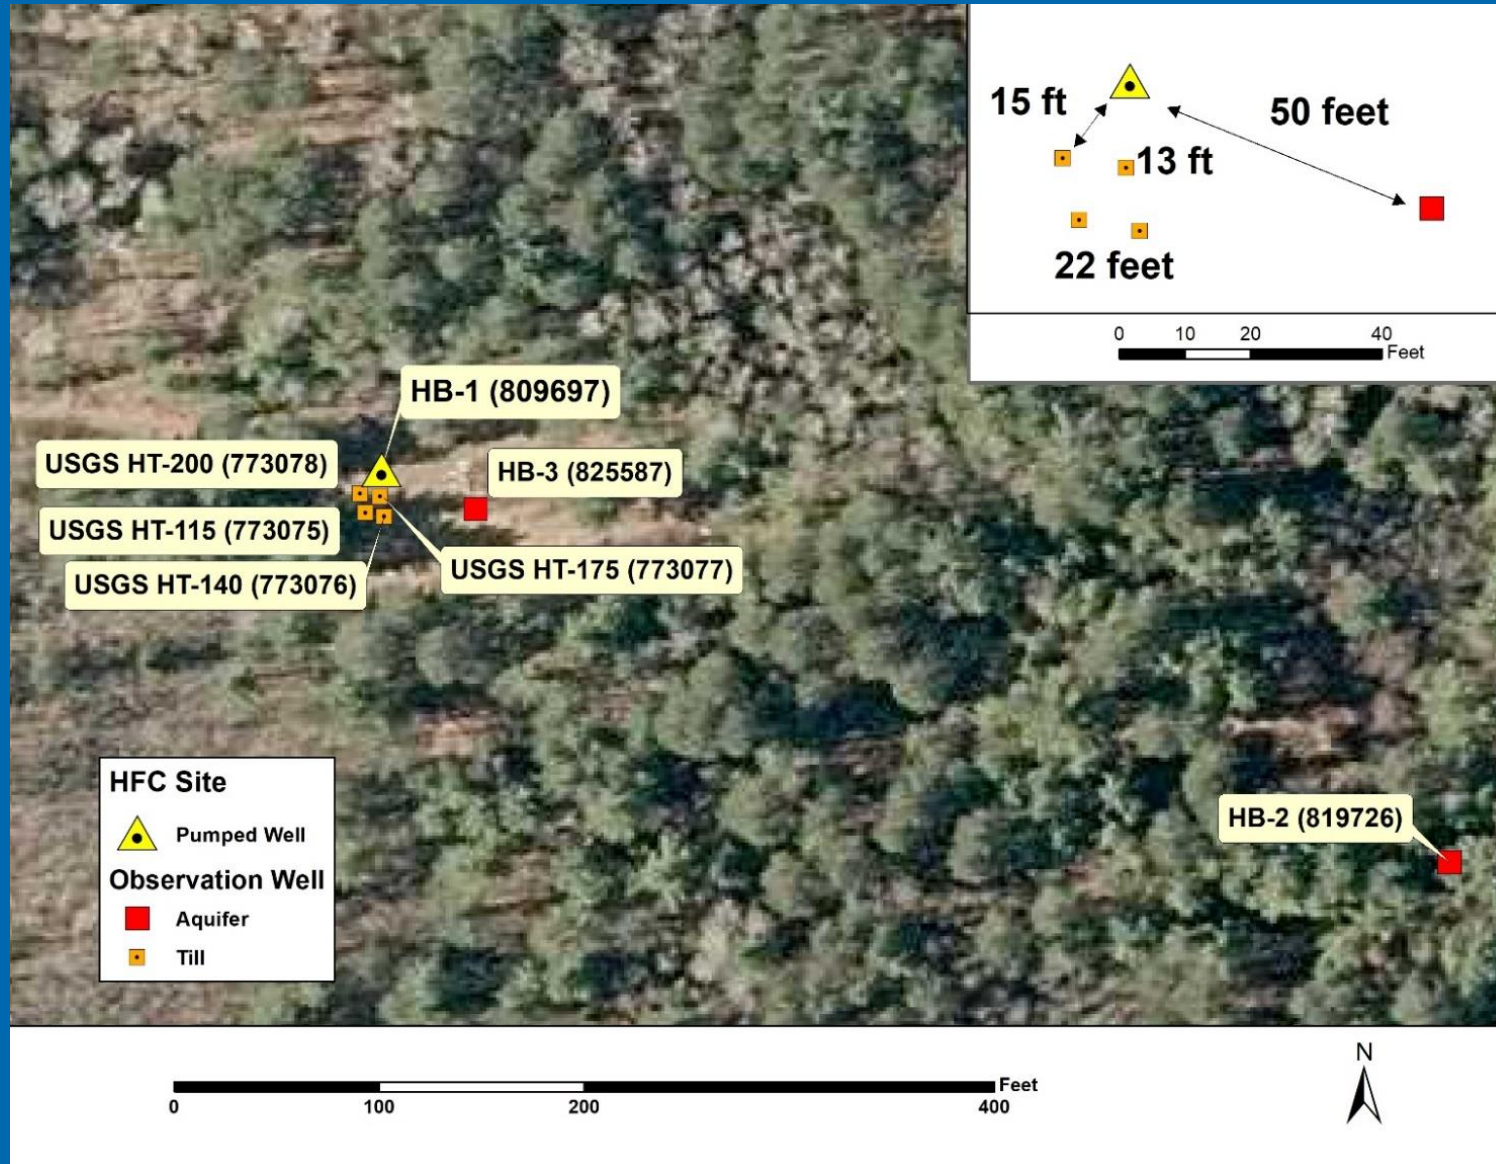 15 ft
50 feet
13 ft
22 feet
0 10 20 40
Feet
HB-1 (809697)
USGS HT-200 (773078)
HB-3 (825587)
USGS HT-115 (773075)
USGS HT-175 (773077)
USGS HT-140 (773076)
HFC Site
Pumped Well
Observation Well
Aquifer
Till
HB-2 (819726)
N
Feet
0 100 200 400